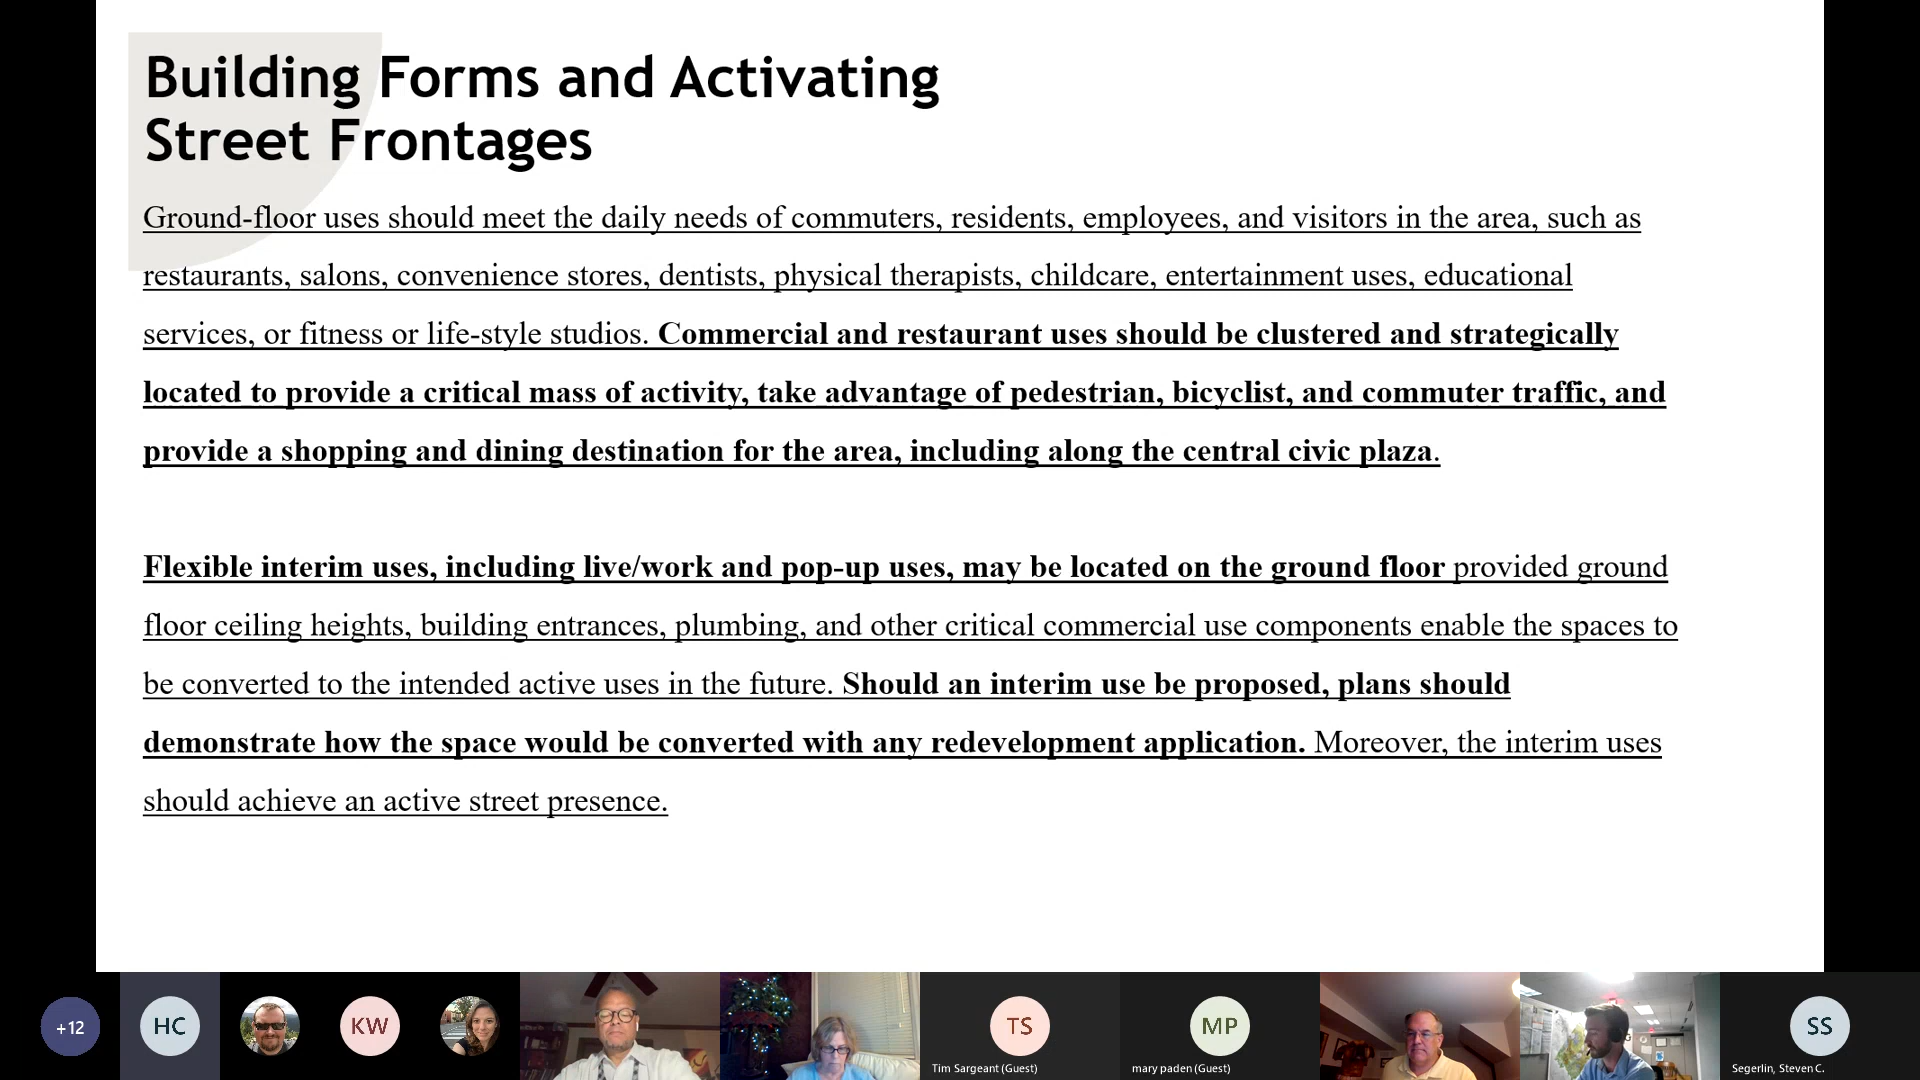 Building Forms and Activating
Street Frontages
Ground-floor uses should meet the daily needs of commuters, residents, employees, and visitors in the area, such as
restaurants, salons, convenience stores, dentists, physical therapists, childcare, entertainment uses, educational
services, or fitness or life-style studios. Commercial and restaurant uses should be clustered and strategically
located to provide a critical mass of activity, take advantage of pedestrian, bicyclist, and commuter traffic, and
provide a shopping and dining destination for the area, including along the central civic plaza.
Flexible interim uses, including live/work and pop-up uses, may be located on the ground floor provided ground
floor ceiling heights, building entrances, plumbing, and other critical commercial use components enable the spaces to
be converted to the intended active uses in the future. Should an interim use be proposed, plans should
demonstrate how the space would be converted with any redevelopment application. Moreover, the interim uses
should achieve an active street presence.
+12
HC
KW
TS
Tim Sargeant (Guest)
MP
mary paden (Guest)
SS
Segerlin, Steven C.